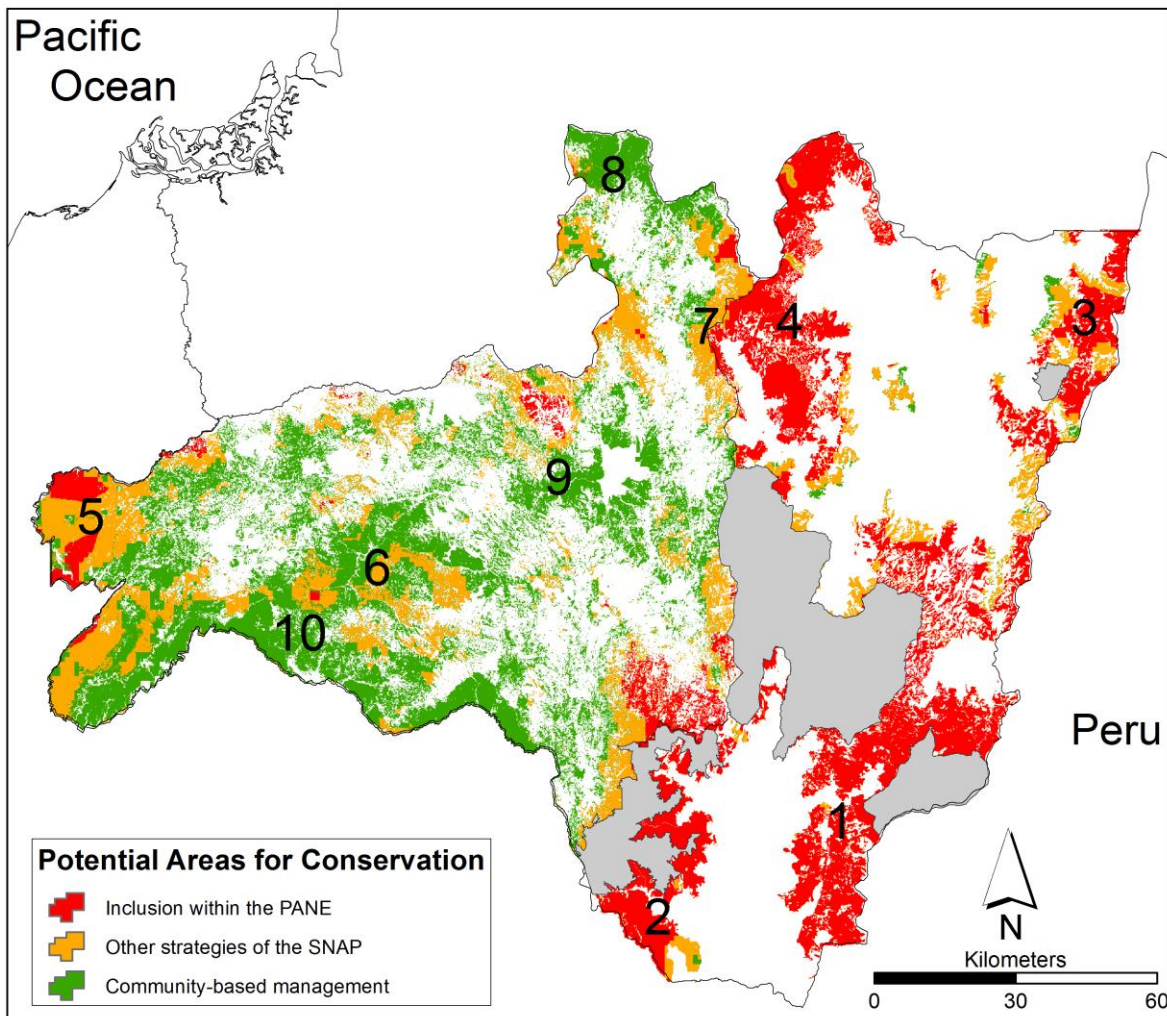 Pacific
Ocean
8
7
4
3
9
5
6
10
Peru
1
2
Potential Areas for Conservation
Inclusion within the PANE
Other strategies of the SNAP
Community-based management
N
Kilometers
0 30 60